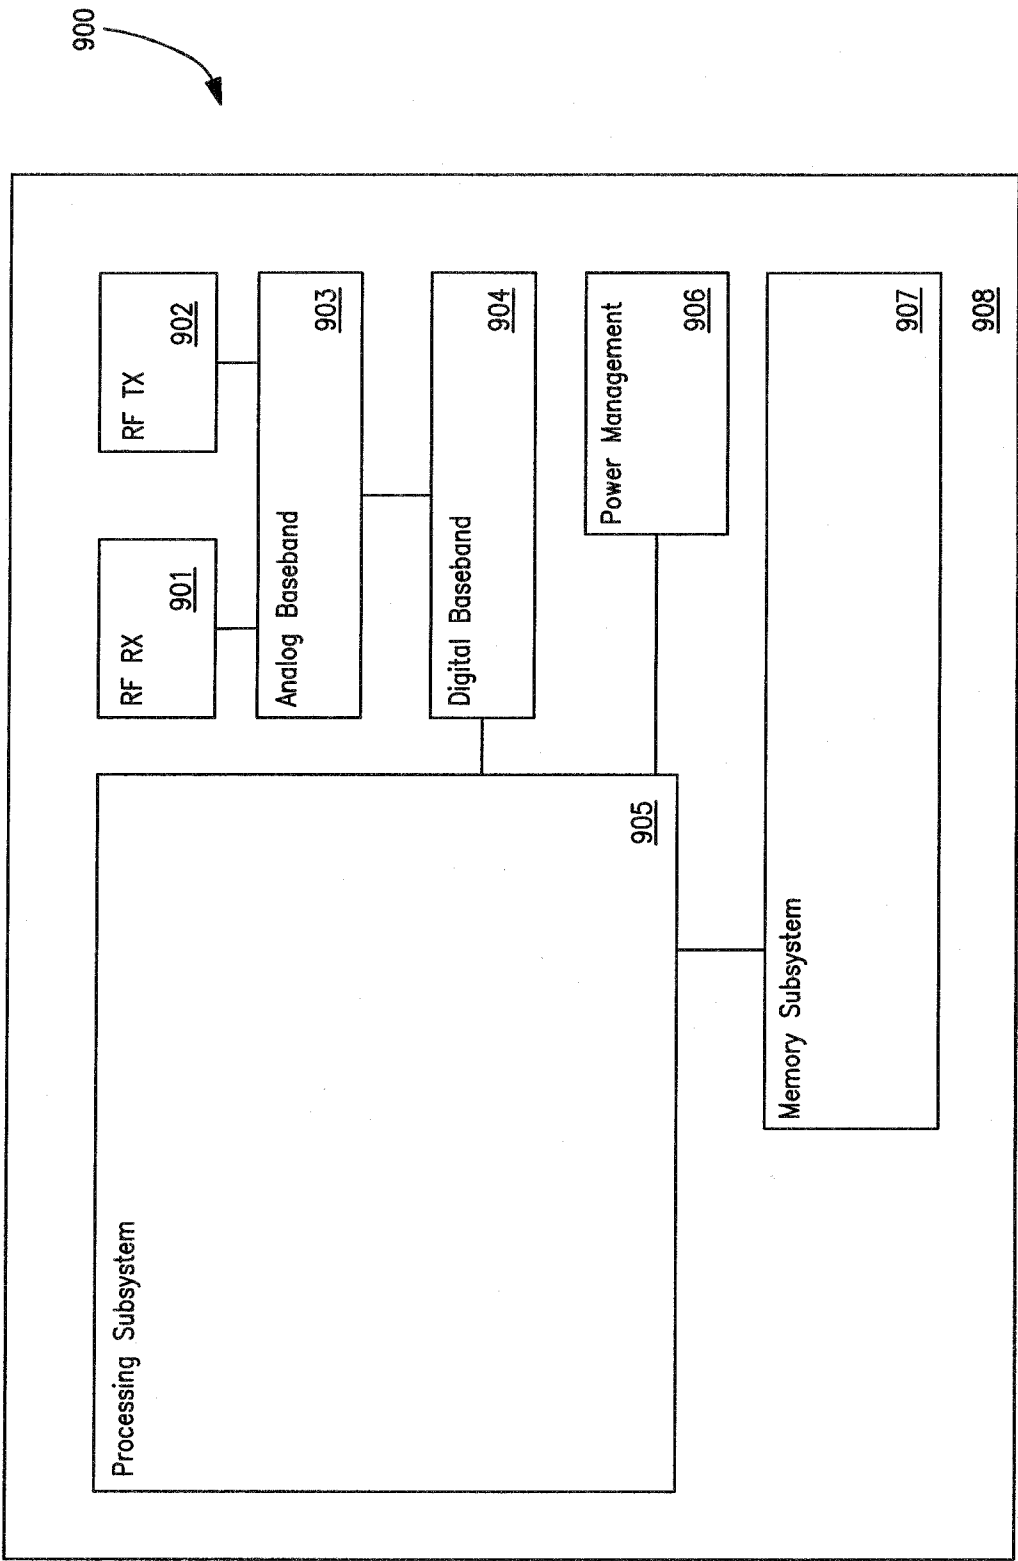 900
Processing Subsystem
905
RF RX
901
RF TX
902
Analog Baseband
903
Digital Baseband
904
Power Management
906
Memory Subsystem
907
908